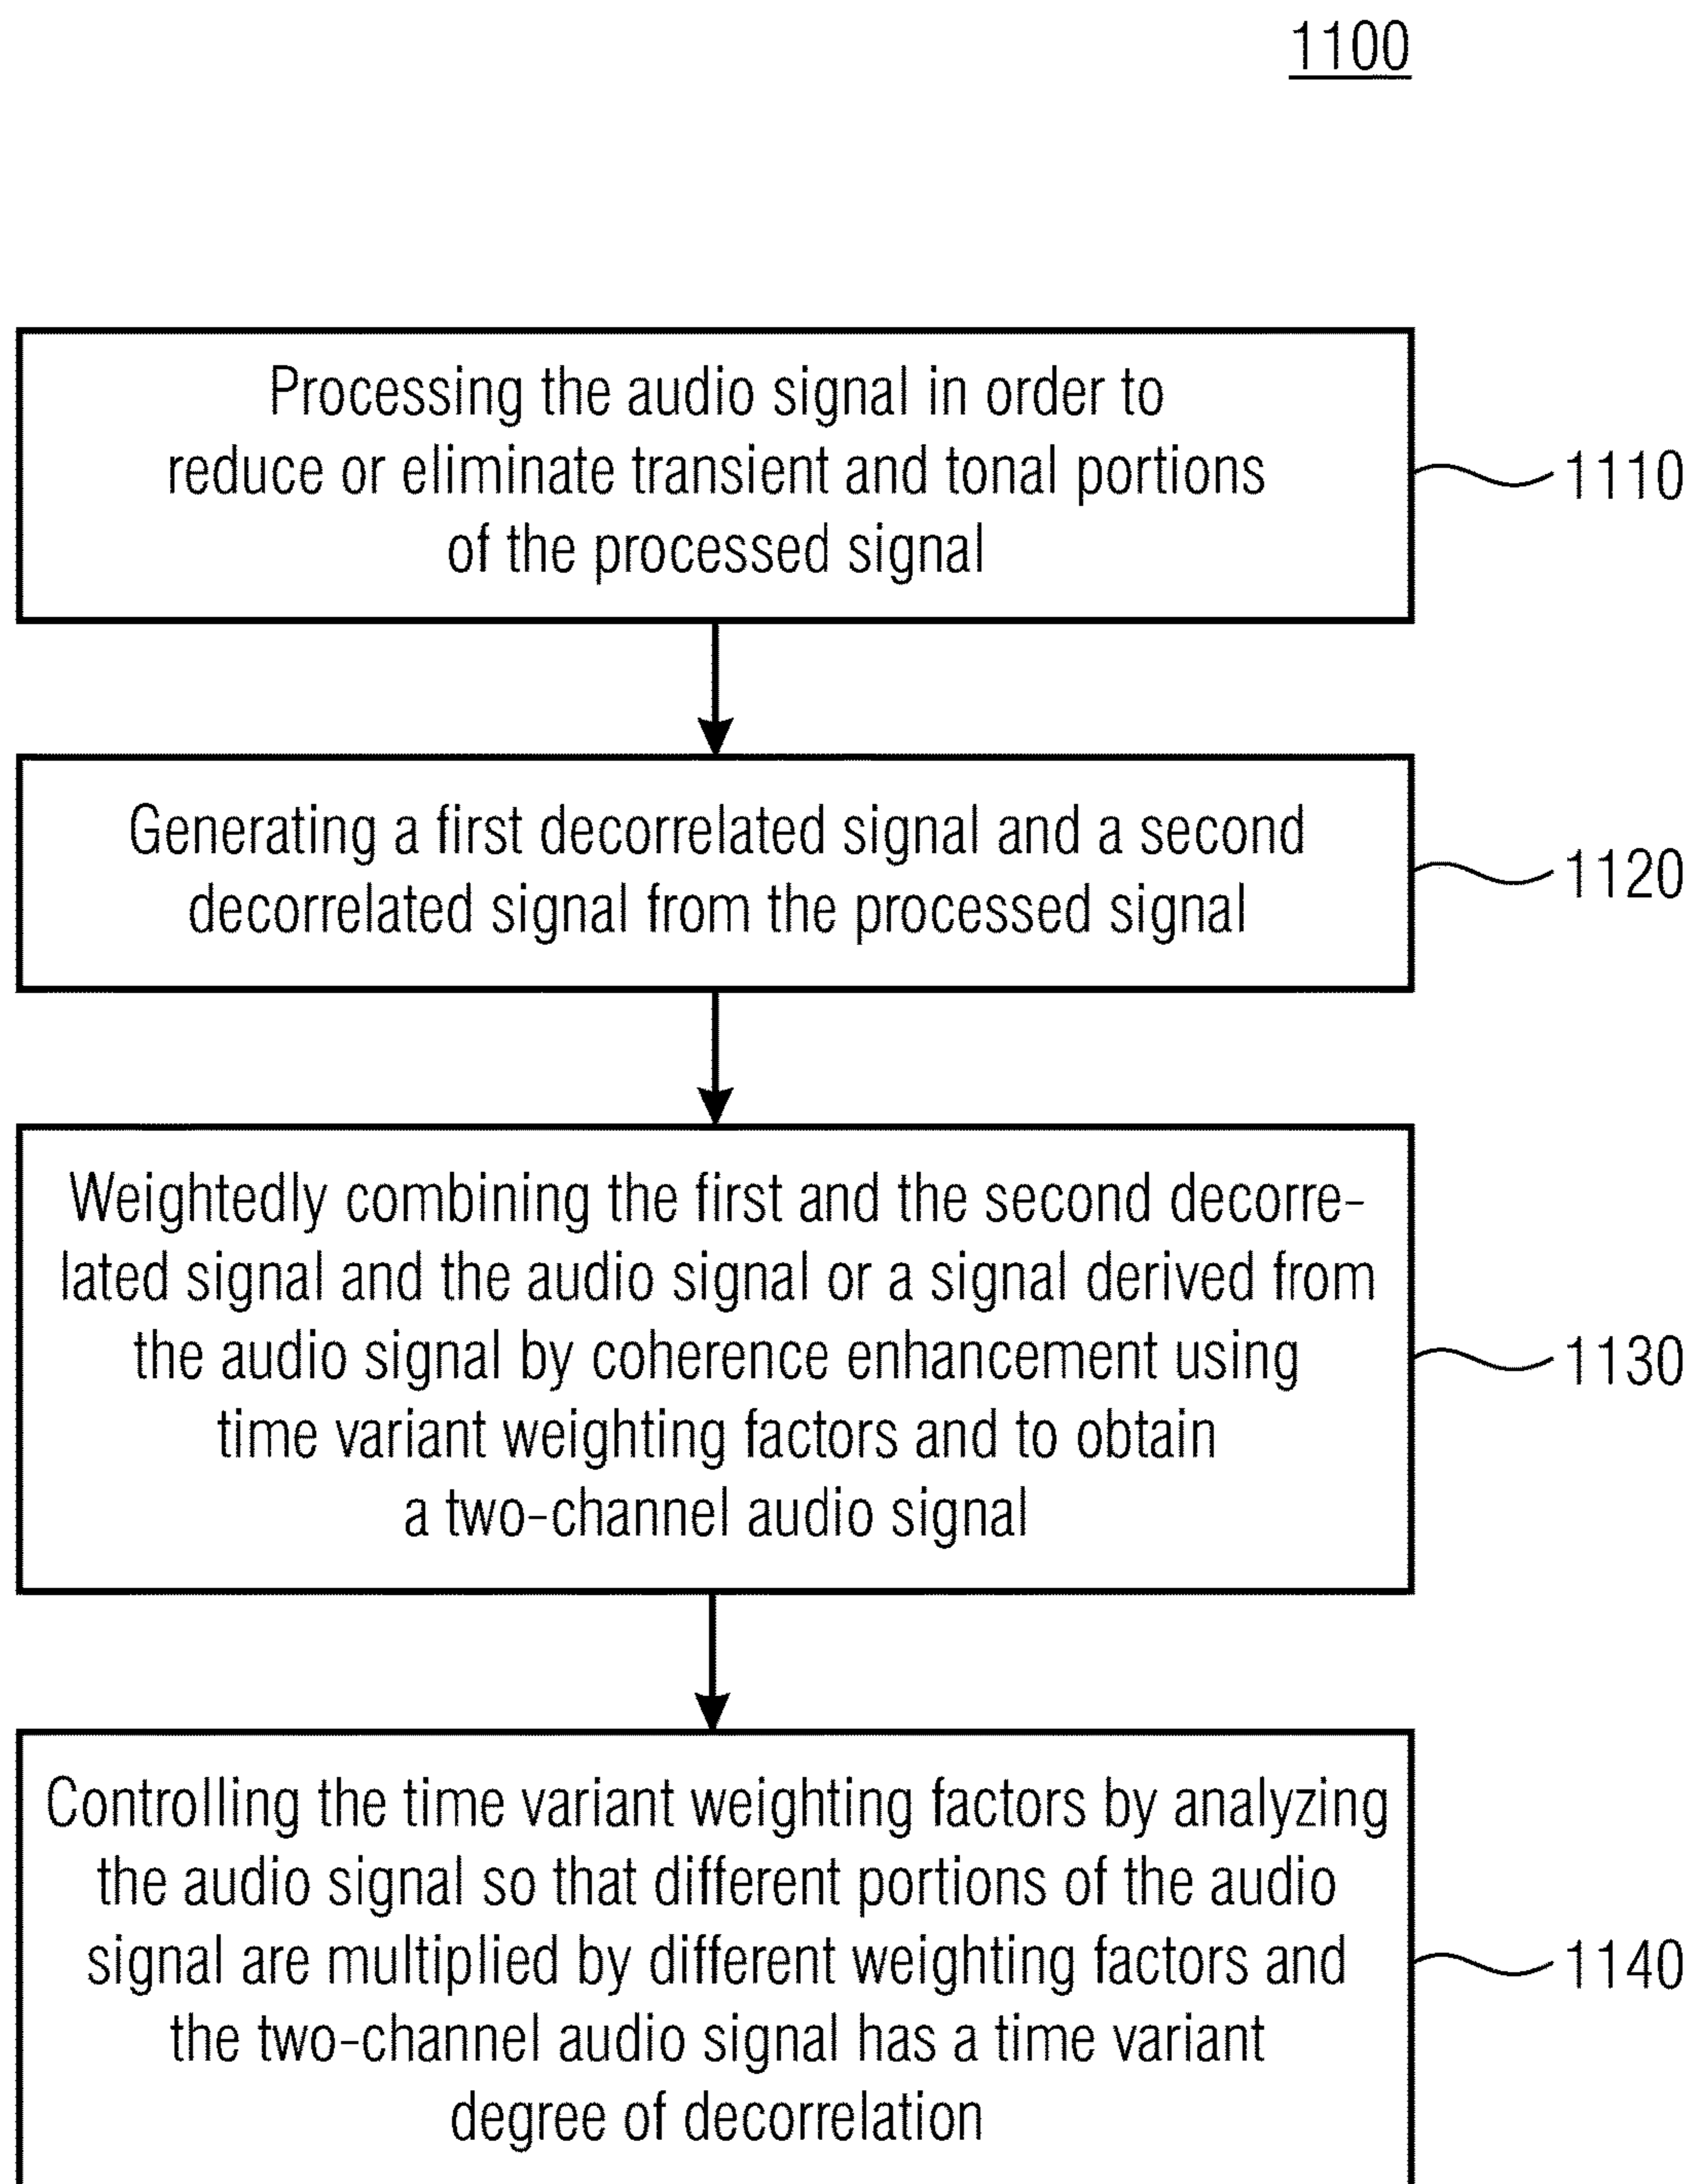 1100
Processing the audio signal in order to
reduce or eliminate transient and tonal portions
of the processed signal
1110
Generating a first decorrelated signal and a second
decorrelated signal from the processed signal
1120
Weightedly combining the first and the second decorre-
lated signal and the audio signal or a signal derived from
the audio signal by coherence enhancement using
time variant weighting factors and to obtain
a two-channel audio signal
1130
Controlling the time variant weighting factors by analyzing
the audio signal so that different portions of the audio
signal are multiplied by different weighting factors and
the two-channel audio signal has a time variant
degree of decorrelation
1140